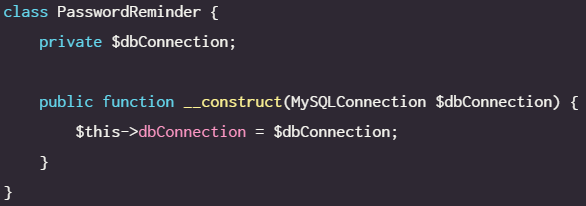 class PasswordReminder {
    private $dbConnection;

    public function __construct(MySQLConnection $dbConnection) {
        $this->dbConnection = $dbConnection;
    }
}